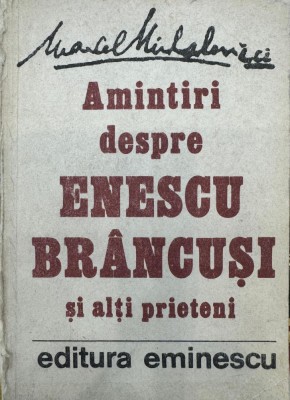 Marcel Mihalovici
Amintiri
despre
ENESCU
BRÂNCUȘI
și alți prieteni
editura eminescu